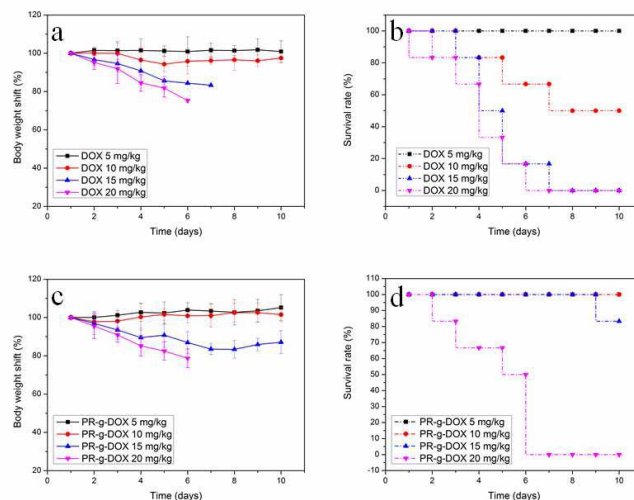 a
Body weight shift (%)
120
100
80
60
40
20
DOX 5 mg/kg
DOX 10 mg/kg
DOX 15 mg/kg
DOX 20 mg/kg
0 2 4 6 8 10
Time (days)
b
Survival rate (%)
100
80
60
40
20
0
DOX 5 mg/kg
DOX 10 mg/kg
DOX 15 mg/kg
DOX 20 mg/kg
0 2 4 6 8 10
Time (days)
c
Body weight shift (%)
120
100
80
60
40
20
PR-g-DOX 5 mg/kg
PR-g-DOX 10 mg/kg
PR-g-DOX 15 mg/kg
PR-g-DOX 20 mg/kg
0 2 4 6 8 10
Time (days)
d
Survival rate (%)
110
100
90
80
70
60
50
40
30
20
10
0
-10
PR-g-DOX 5 mg/kg
PR-g-DOX 10 mg/kg
PR-g-DOX 15 mg/kg
PR-g-DOX 20 mg/kg
0 2 4 6 8 10
Time (days)